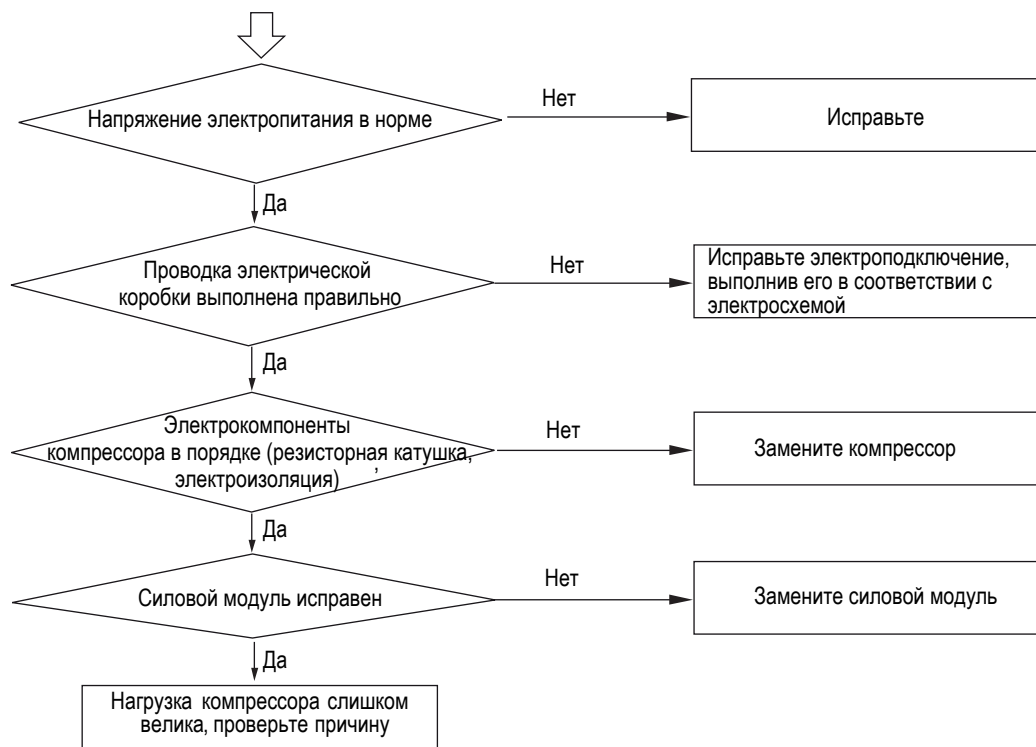 Напряжение электропитания в норме
Нет
Исправьте
Да
Проводка электрической
коробки выполнена правильно
Нет
Исправьте электроподключение,
выполнив его в соответствии с
электросхемой
Да
Электрокомпоненты
компрессора в порядке (резисторная катушка,
электроизоляция) ,
Нет
Замените компрессор
Да
Силовой модуль исправен
Нет
Замените силовой модуль
Да
Нагрузка компрессора слишком
велика, проверьте причину